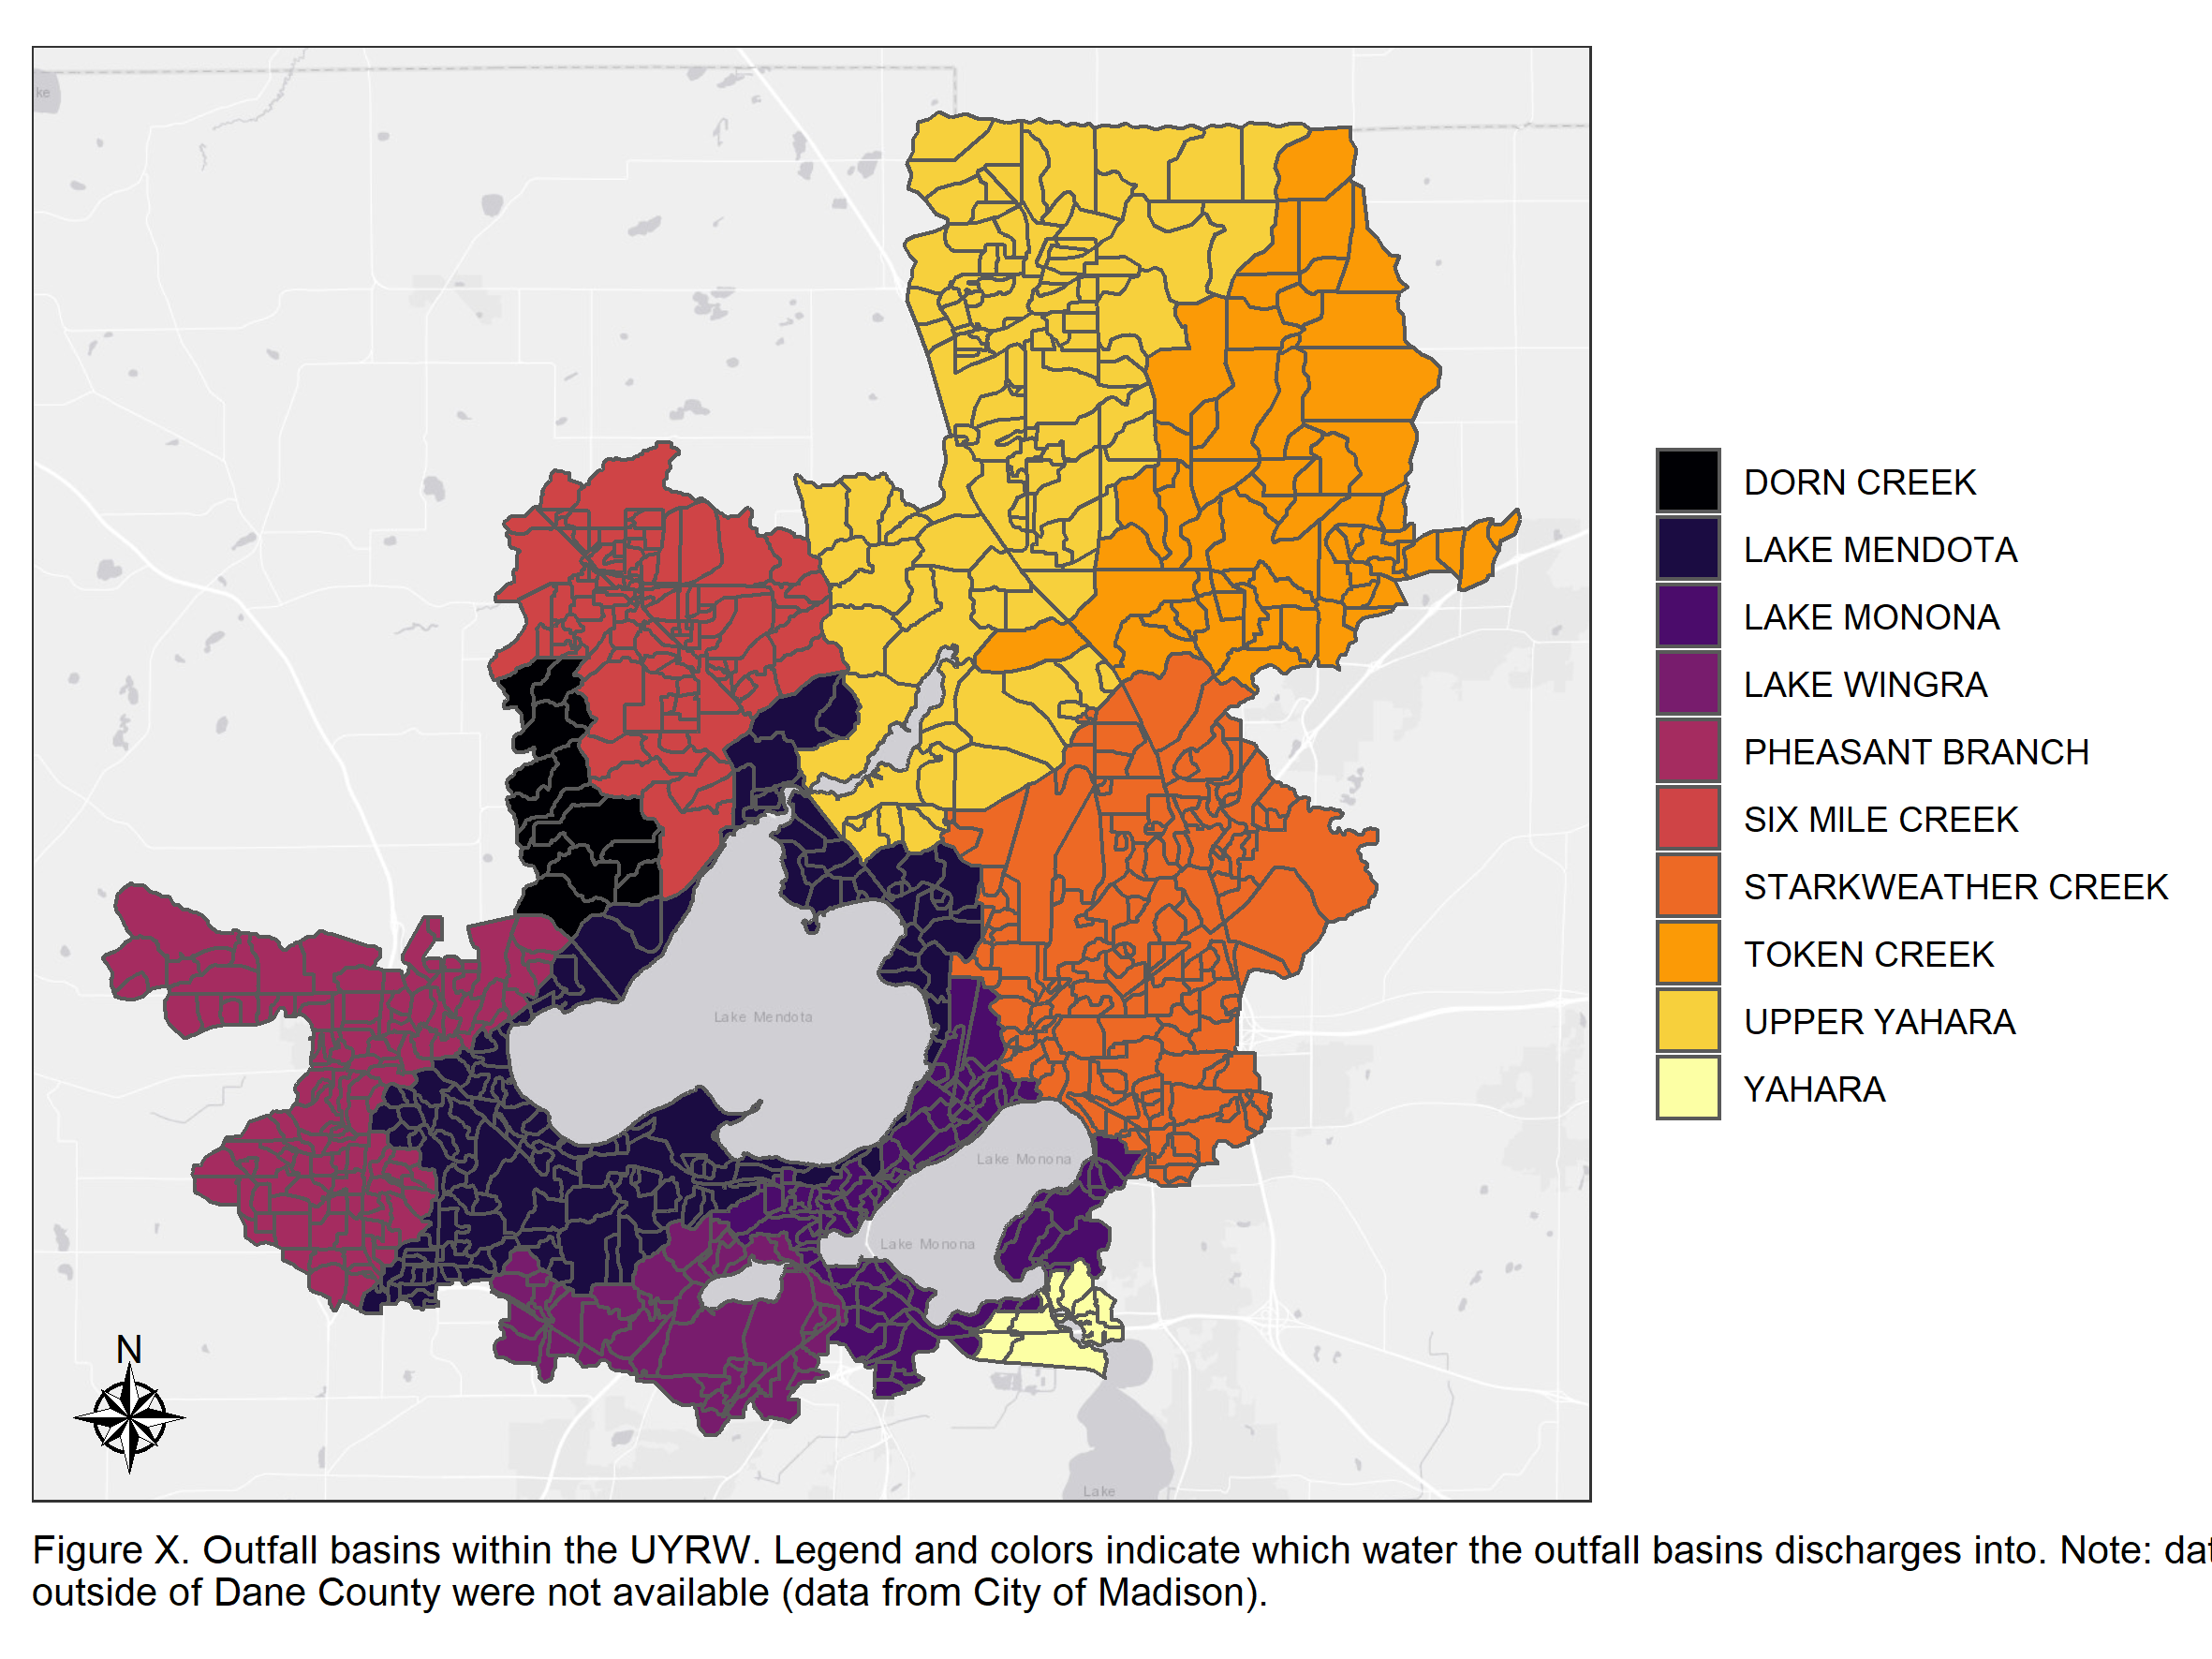 ke
DORN CREEK
LAKE MENDOTA
LAKE MONONA
LAKE WINGRA
PHEASANT BRANCH
SIX MILE CREEK
STARKWEATHER CREEK
TOKEN CREEK
UPPER YAHARA
YAHARA
Lake Mendota
Lake Monona
Lake Monona
N
Lake
Figure X. Outfall basins within the UYRW. Legend and colors indicate which water the outfall basins discharges into. Note: dat
outside of Dane County were not available (data from City of Madison).